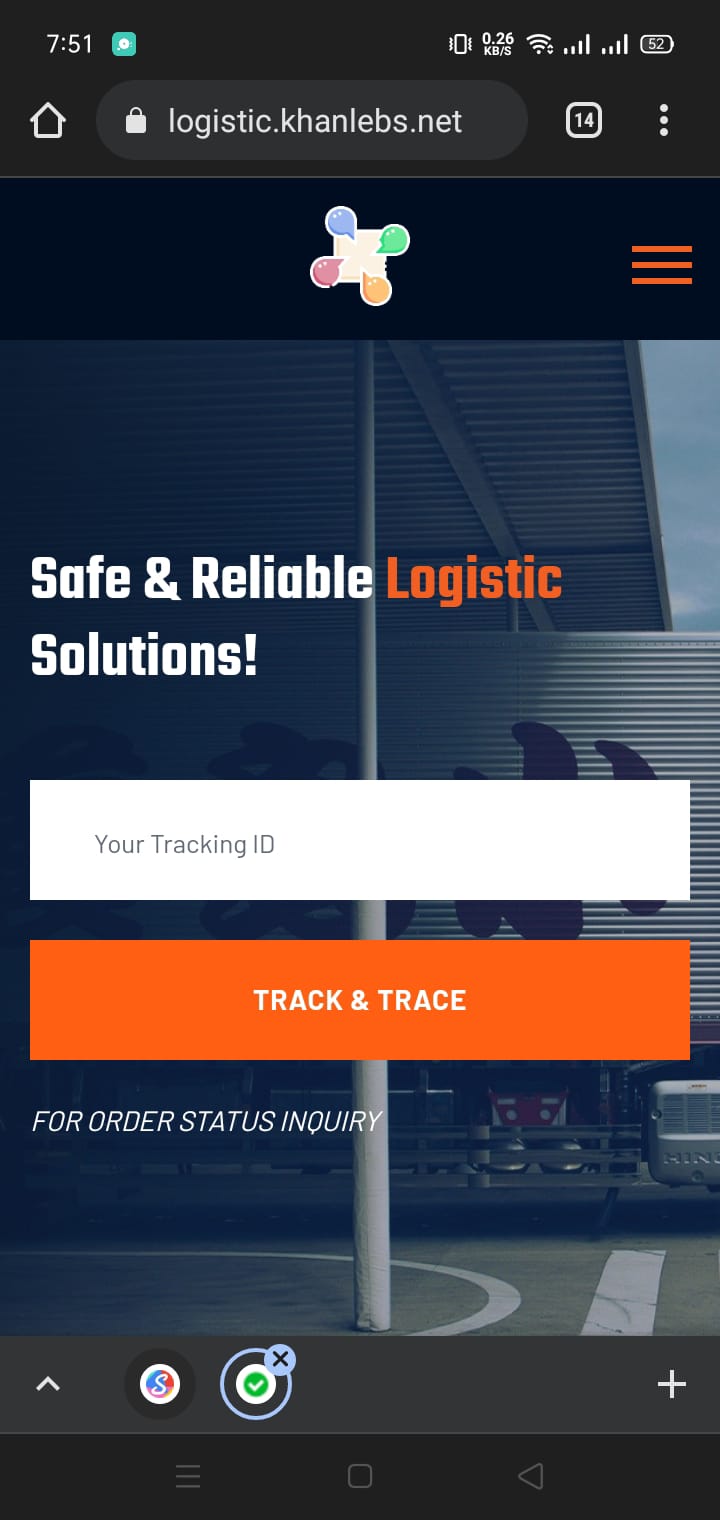 7:51
0.26
KB/S
52
logistic.khanlebs.net
14
Safe & Reliable Logistic
Solutions!
Your Tracking ID
TRACK & TRACE
FOR ORDER STATUS INQUIRY